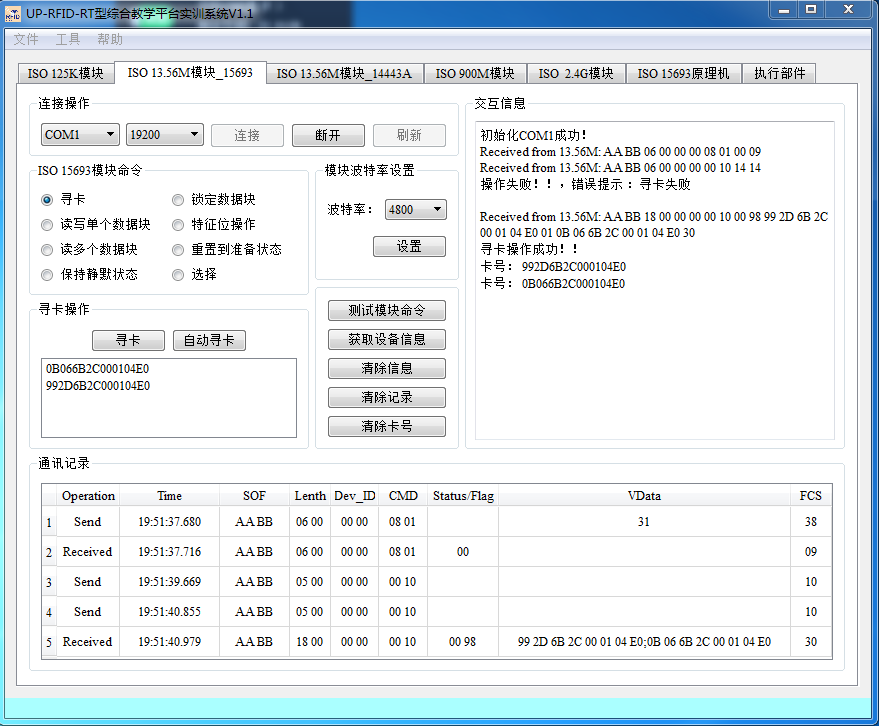 UP-RFID-RT型综合教学平台实训系统V1.1
文件 工具 帮助
ISO 125K模块 ISO 13.56M模块_15693 ISO 13.56M模块_14443A ISO 900M模块 ISO 2.4G模块 ISO 15693原理机 执行部件
连接操作
COM1 19200 连接 断开 刷新
ISO 15693模块命令
寻卡 锁定数据块
读写单个数据块 特征位操作
读多个数据块 重置到准备状态
保持静默状态 选择
模块波特率设置
波特率： 4800
设置
寻卡操作
寻卡 自动寻卡
0B066B2C000104E0
992D6B2C000104E0
测试模块命令
获取设备信息
清除信息
清除记录
清除卡号
交互信息
初始化COM1成功！
Received from 13.56M: AA BB 06 00 00 00 08 01 00 09
Received from 13.56M: AA BB 06 00 00 00 00 10 14 14
操作失败！！，错误提示 ：寻卡失败
Received from 13.56M: AA BB 18 00 00 00 00 10 00 98 99 2D 6B 2C
00 01 04 E0 01 0B 06 6B 2C 00 01 04 E0 30
寻卡操作成功！！
卡号： 992D6B2C000104E0
卡号： 0B066B2C000104E0
通讯记录
Operation Time SOF Lenth Dev_ID CMD Status/Flag VData FCS
1 Send 19:51:37.680 AA BB 06 00 00 00 08 01 31 38
2 Received 19:51:37.716 AA BB 06 00 00 00 08 01 00 09
3 Send 19:51:39.669 AA BB 05 00 00 00 00 10 10
4 Send 19:51:40.855 AA BB 05 00 00 00 00 10 10
5 Received 19:51:40.979 AA BB 18 00 00 00 00 10 00 98 99 2D 6B 2C 00 01 04 E0;0B 06 6B 2C 00 01 04 E0 30